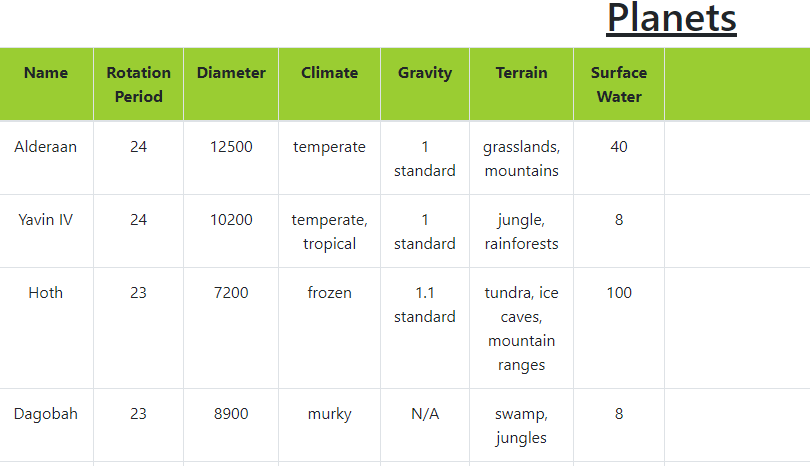 Planets
Name Rotation Period Diameter Climate Gravity Terrain Surface Water
Alderaan 24 12500 temperate 1 standard grasslands, mountains 40
Yavin IV 24 10200 temperate, tropical 1 standard jungle, rainforests 8
Hoth 23 7200 frozen 1.1 standard tundra, ice caves, mountain ranges 100
Dagobah 23 8900 murky N/A swamp, jungles 8